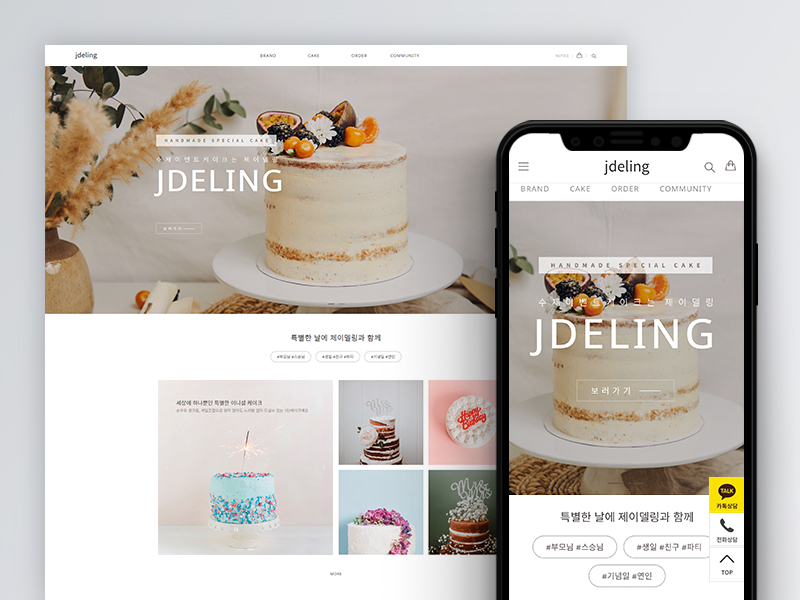 jdeling
BRAND CAKE ORDER COMMUNITY
HANDMADE SPECIAL CAKE
수제이벤트케이크는 제이델링
JDELING
보러가기
특별한 날에 제이델링과 함께
#부모님 #스승님 #생일 #친구 #파티 #기념일 #연인
세상에 하나뿐인 특별한 이니셜 케이크
Happy
Birthday
MORE
jdeling
BRAND CAKE ORDER COMMUNITY
HANDMADE SPECIAL CAKE
수제이벤트케이크는 제이델링
JDELING
보러가기
TALK
카톡상담
전화상담
TOP
특별한 날에 제이델링과 함께
#부모님 #스승님 #생일 #친구 #파티
#기념일 #연인